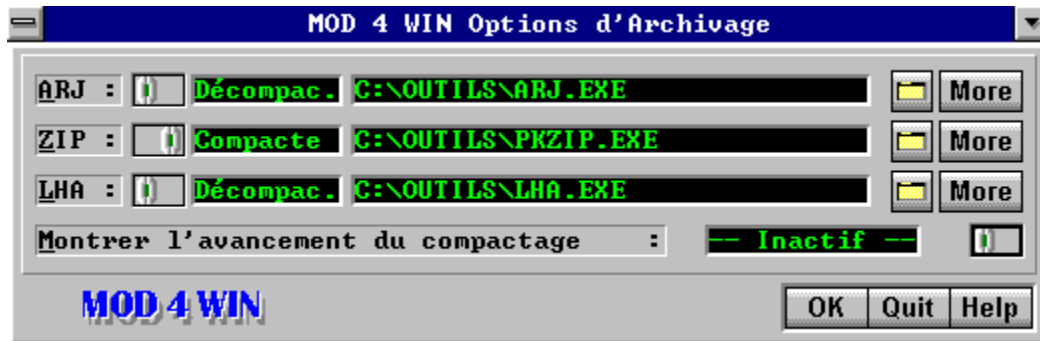 MOD 4 WIN Options d'Archivage
ARJ : Décompac. C:\OUTILS\ARJ.EXE More
ZIP : Compacte C:\OUTILS\PKZIP.EXE More
LHA : Décompac. C:\OUTILS\LHA.EXE More
Montrer l'avancement du compactage : -- Inactif --
MOD 4 WIN OK Quit Help